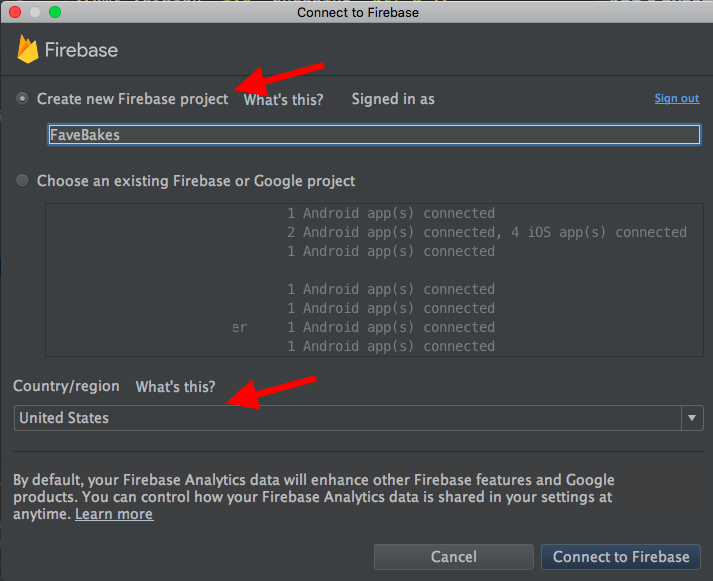 Connect to Firebase
Firebase
Create new Firebase project What's this? Signed in as Sign out
FaveBakes
Choose an existing Firebase or Google project
1 Android app(s) connected
2 Android app(s) connected, 4 iOS app(s) connected
1 Android app(s) connected
1 Android app(s) connected
1 Android app(s) connected
er 1 Android app(s) connected
1 Android app(s) connected
Country/region What's this?
United States
By default, your Firebase Analytics data will enhance other Firebase features and Google
products. You can control how your Firebase Analytics data is shared in your settings at
anytime. Learn more
Cancel Connect to Firebase